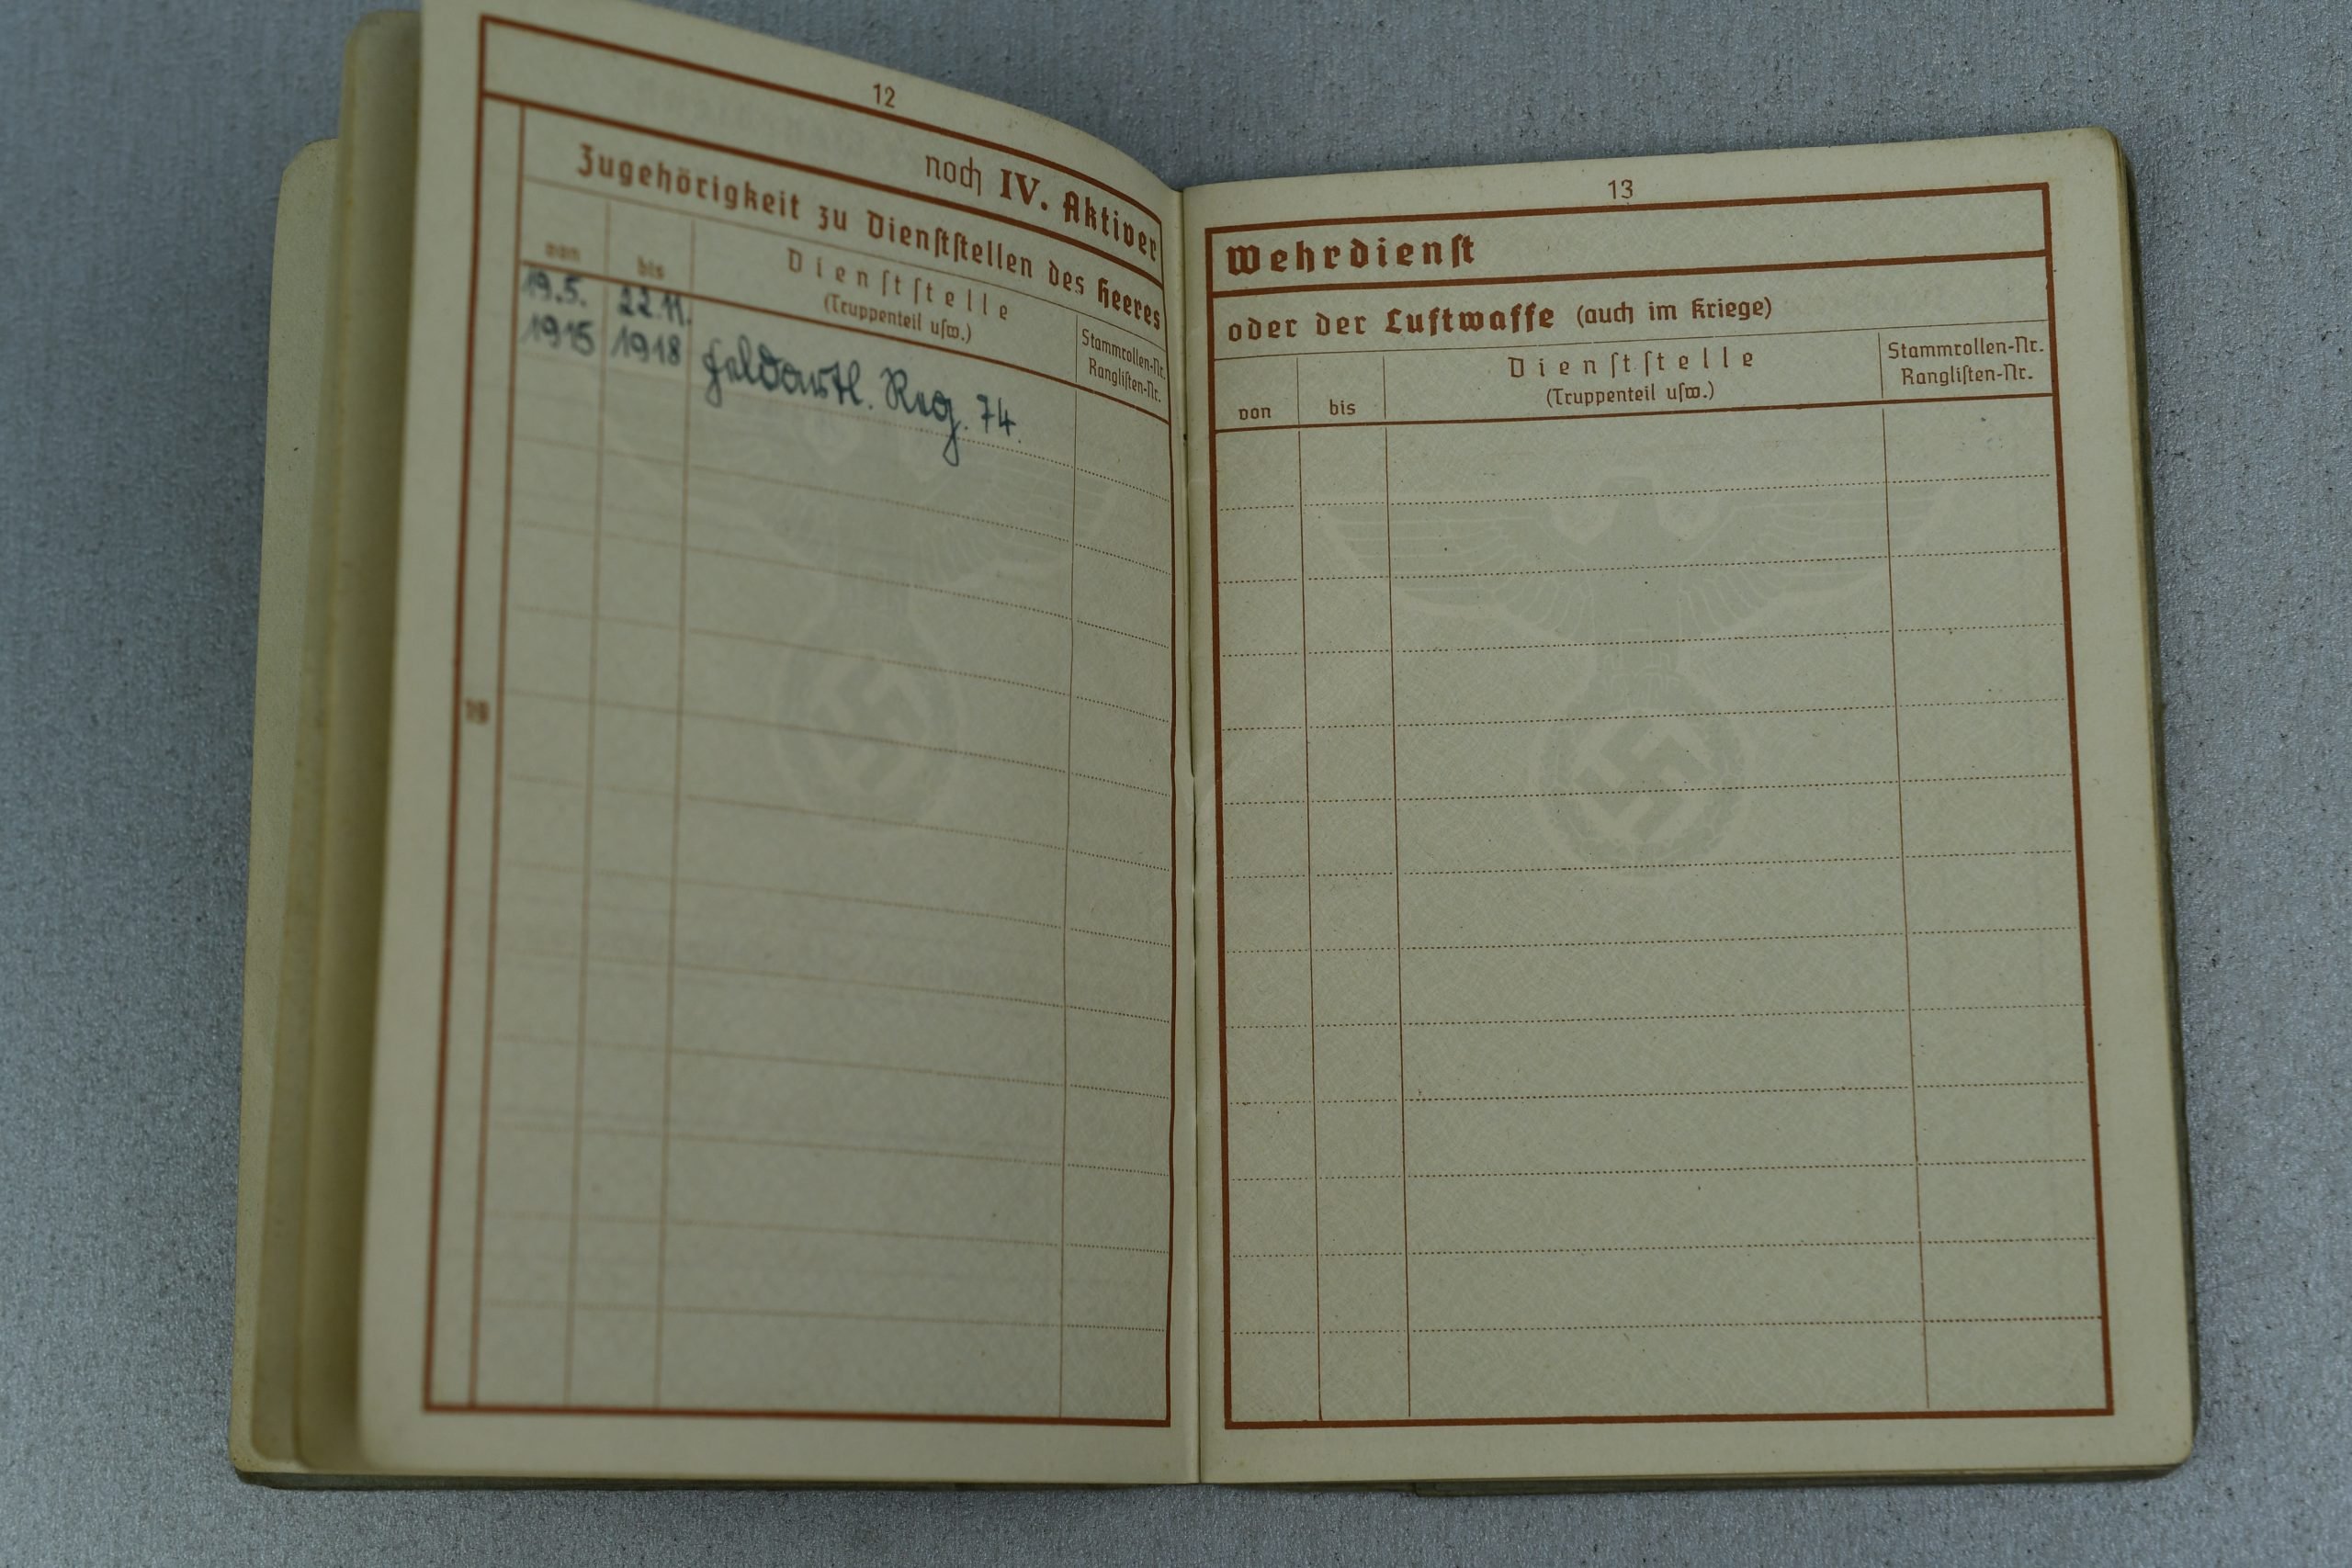 12
noch IV. Aktiver
Zugehörigkeit zu Dienſtſtellen des Heeres
von
bis
Dienſtſtelle
(Truppenteil uſw.)
Stammrollen-Nr.
Rangliſten-Nr.
19.5.
1915
22.11.
1918
Feldartl. Reg. 74.
19
13
Wehrdienſt
oder der Luftwaffe (auch im Kriege)
von
bis
Dienſtſtelle
(Truppenteil uſw.)
Stammrollen-Nr.
Rangliſten-Nr.